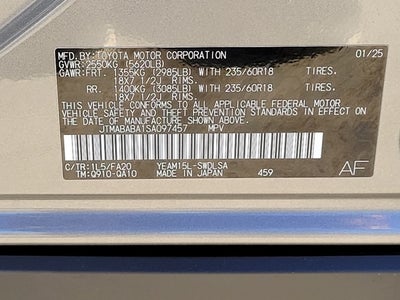 MFD.BY:TOYOTA MOTOR CORPORATION 01/25
GVWR:2550KG (5620LB)
GAWR:FRT. 1355KG (2985LB) WITH 235/60R18 TIRES.
18X7 1/2J RIMS.
RR. 1400KG (3085LB) WITH 235/60R18 TIRES.
18X7 1/2J RIMS.
THIS VEHICLE CONFORMS TO ALL APPLICABLE FEDERAL MOTOR
VEHICLE SAFETY AND THEFT PREVENTION STANDARDS IN EFFECT
ON THE DATE OF MANUFACTURE SHOWN ABOVE.
JTMABABA1SA097457 MPV
C/TR:1L5/FA20 YEAM15L-SWDLSA
TM:Q910-QA10 MADE IN JAPAN 459
AF